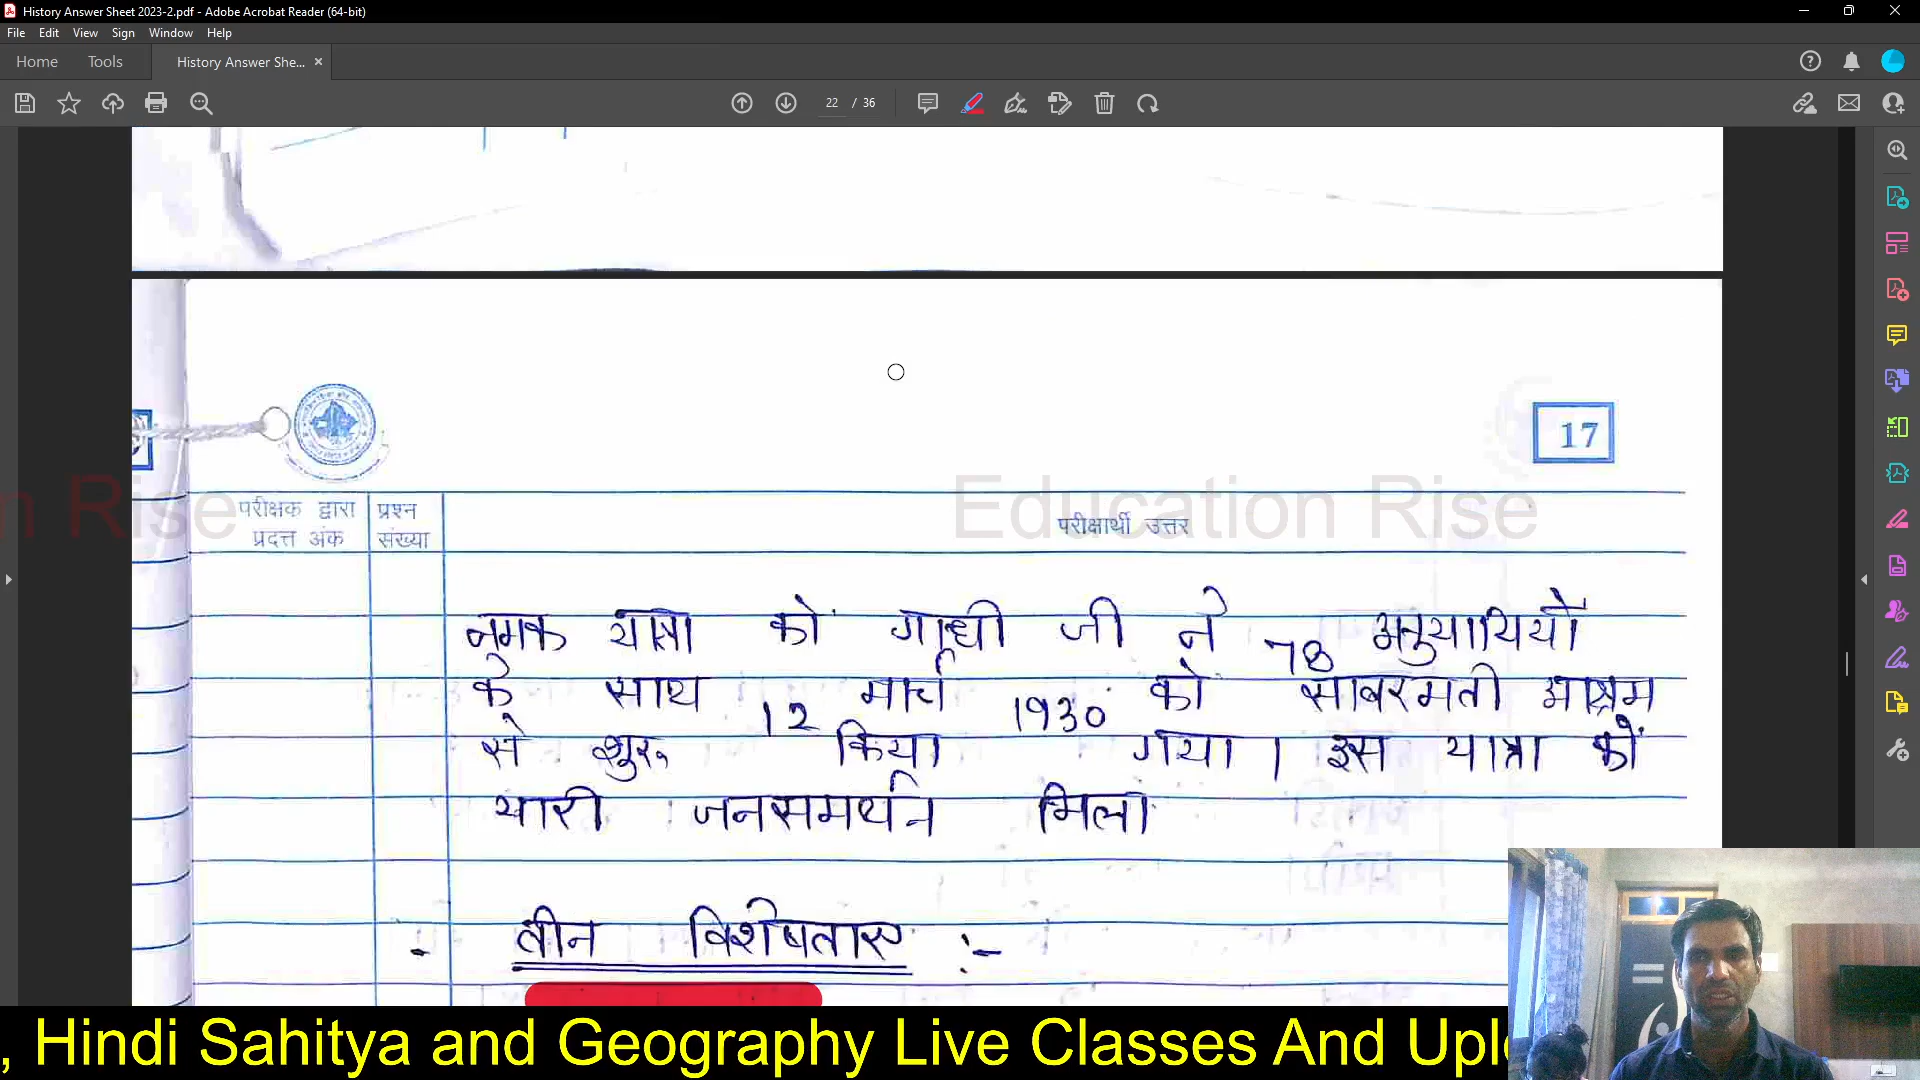 History Answer Sheet 2023-2.pdf - Adobe Acrobat Reader (64-bit)
File Edit View Sign Window Help
Home Tools History Answer She... ×
22 / 36
17
परीक्षक द्वारा
प्रदत्त अंक
प्रश्न
संख्या
परीक्षार्थी उत्तर
n Rise Education Rise
नमक यात्रा को गाधी जी ने 78 अनुयायियों
के साथ 12 मार्च 1930 को साबरमती आश्रम
से शुरू किया गया । इस यात्रा को
भारी जनसमर्थन मिला
- तीन विशेषताए :-
, Hindi Sahitya and Geography Live Classes And Uplo